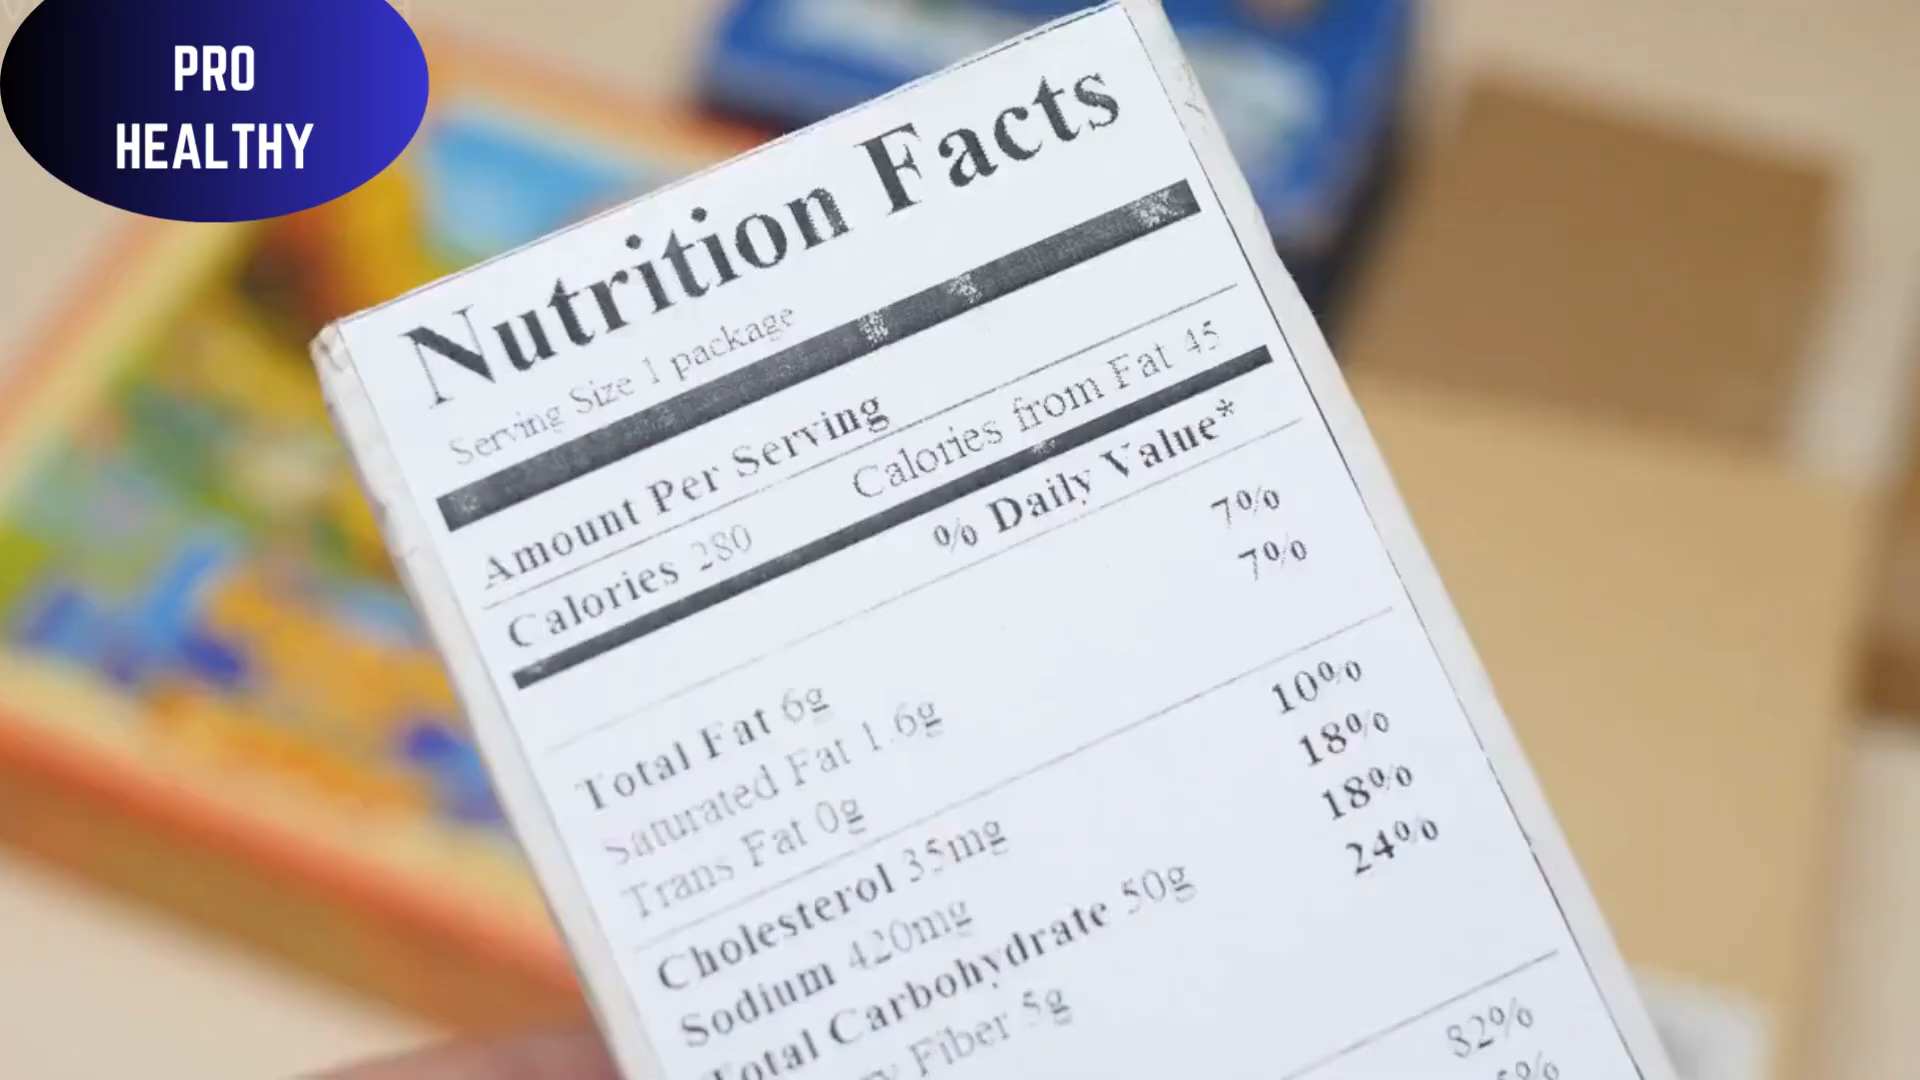 PRO
HEALTHY
Nutrition Facts
Serving Size 1 package
Amount Per Serving
Calories 280 Calories from Fat 45
% Daily Value*
Total Fat 6g 7%
Saturated Fat 1.6g 7%
Trans Fat 0g
Cholesterol 35mg 10%
Sodium 420mg 18%
Total Carbohydrate 50g 18%
Fiber 5g 24%
82%